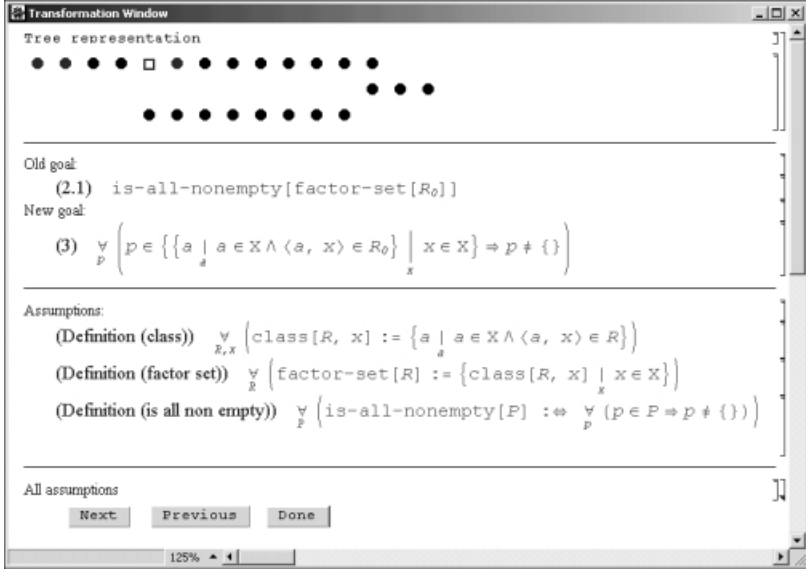 Transformation Window
Tree representation
Old goal:
(2.1) is-all-nonempty[factor-set[R₀]]
New goal:
(3) ∀p (p ∈ {{a |a a ∈ X ∧ ⟨a, x⟩ ∈ R₀} |x x ∈ X} ⇒ p ≠ {})
Assumptions:
(Definition (class)) ∀R,x (class[R, x] := {a |a a ∈ X ∧ ⟨a, x⟩ ∈ R})
(Definition (factor set)) ∀R (factor-set[R] := {class[R, x] |x x ∈ X})
(Definition (is all non empty)) ∀P (is-all-nonempty[P] :⇔ ∀p (p ∈ P ⇒ p ≠ {}))
All assumptions
Next Previous Done
125%